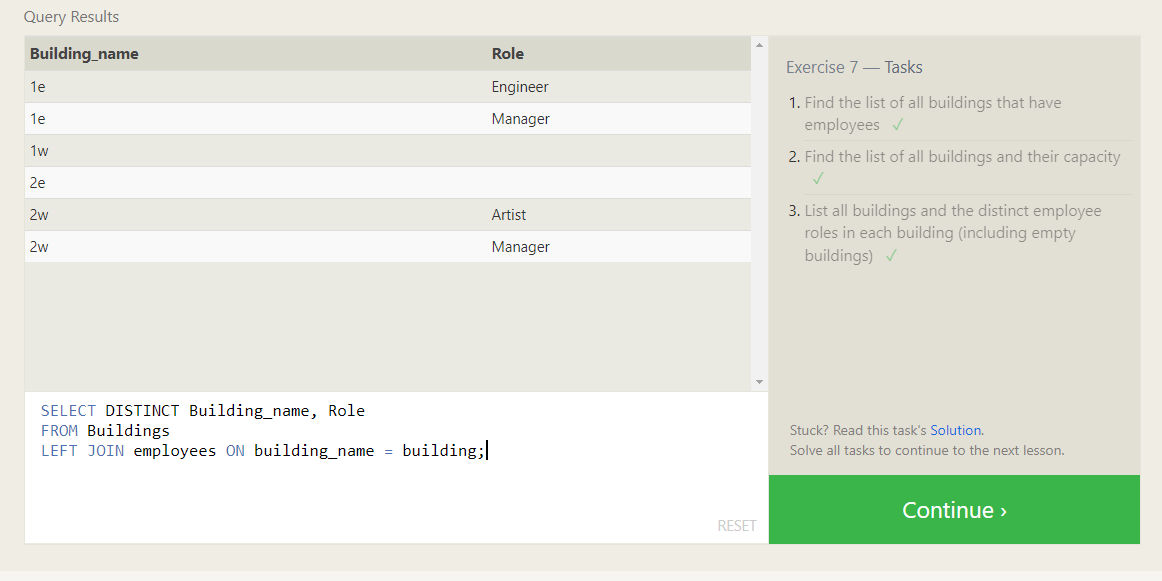 Query Results
Building_name Role
1e Engineer
1e Manager
1w
2e
2w Artist
2w Manager
SELECT DISTINCT Building_name, Role
FROM Buildings
LEFT JOIN employees ON building_name = building;
RESET
Exercise 7 — Tasks
1. Find the list of all buildings that have
employees ✓
2. Find the list of all buildings and their capacity
✓
3. List all buildings and the distinct employee
roles in each building (including empty
buildings) ✓
Stuck? Read this task's Solution.
Solve all tasks to continue to the next lesson.
Continue ›